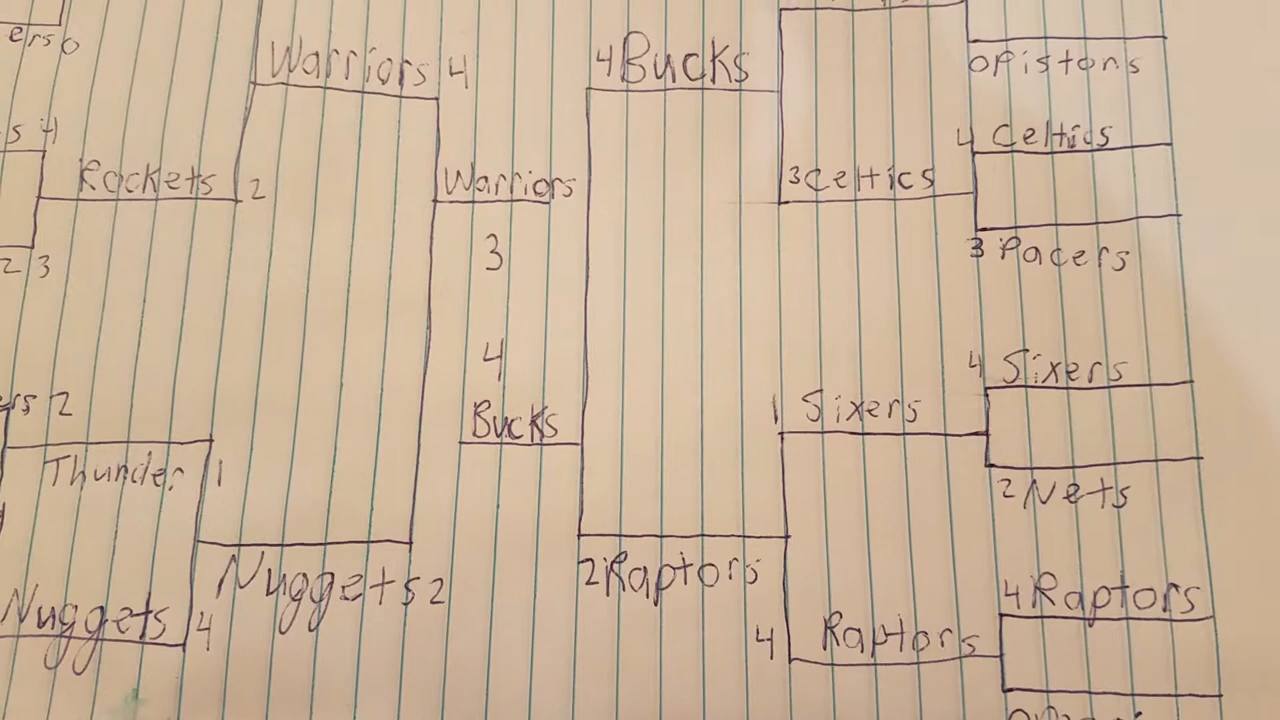 ers 0
Warriors 4
4 Bucks
0 Pistons
s 4
4 Celtics
Rockets 2
Warriors
3 Celtics
3
3 Pacers
2 3
4
4 Sixers
ers 2
1 Sixers
Bucks
Thunder 1
2 Nets
Nuggets 2
2 Raptors
4 Raptors
Nuggets 4
4 Raptors